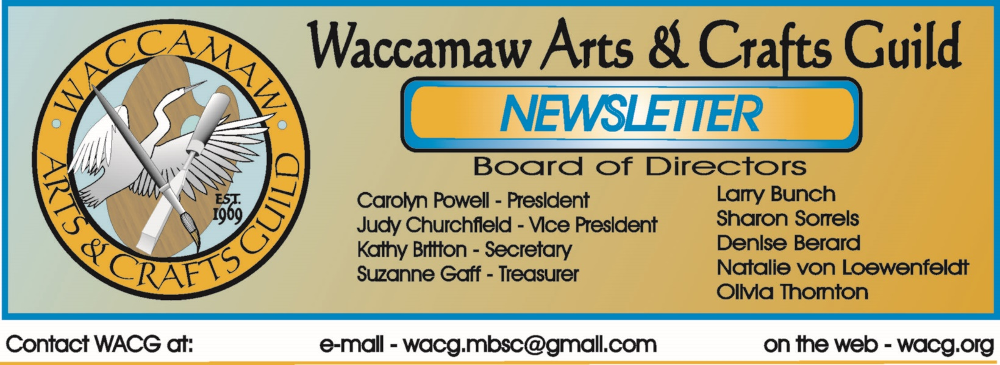 WACCAMAW
ARTS & CRAFTS GUILD
EST.
1969
Waccamaw Arts & Crafts Guild
NEWSLETTER
Board of Directors
Carolyn Powell - President
Judy Churchfield - Vice President
Kathy Britton - Secretary
Suzanne Gaff - Treasurer
Larry Bunch
Sharon Sorrels
Denise Berard
Natalie von Loewenfeldt
Olivia Thornton
Contact WACG at: e-mail - wacg.mbsc@gmail.com on the web - wacg.org